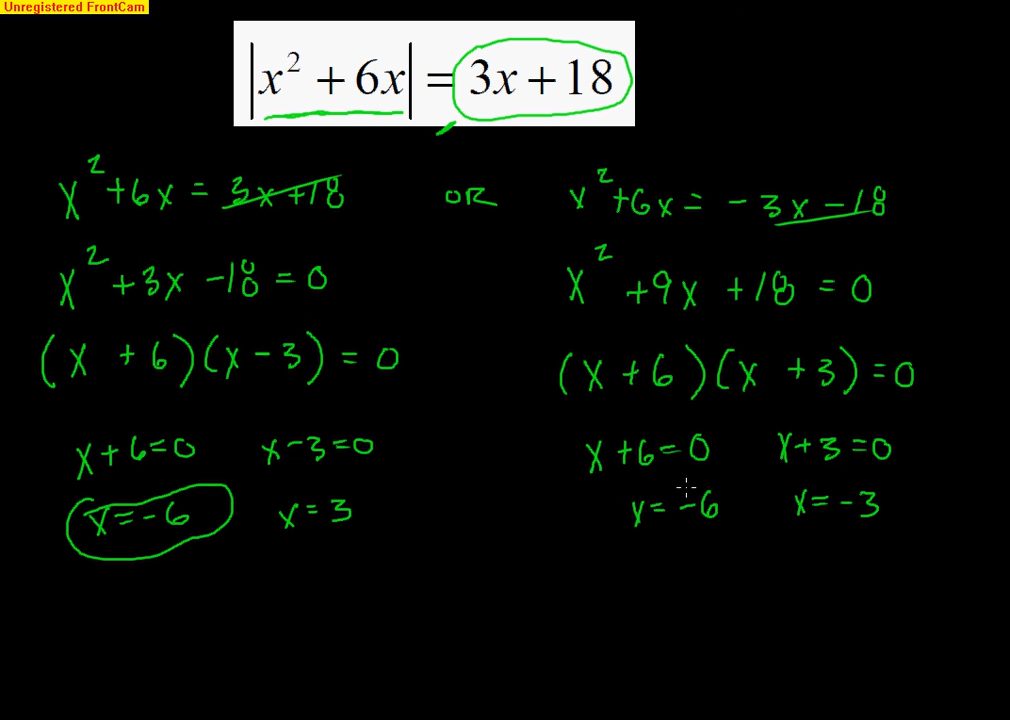 Unregistered FrontCam
|x² + 6x| = 3x + 18
x² + 6x = 3x + 18 OR x² + 6x = - 3x - 18
x² + 3x - 18 = 0 x² + 9x + 18 = 0
(x + 6)(x - 3) = 0 (x + 6)(x + 3) = 0
x + 6 = 0 x - 3 = 0 x + 6 = 0 x + 3 = 0
x = -6 x = 3 x = -6 x = -3